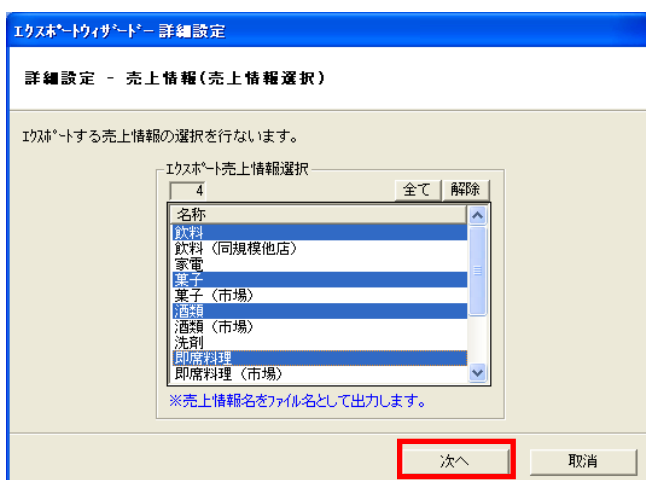 ｴｸｽﾎﾟｰﾄｳｨｻﾞｰﾄﾞｰ 詳細設定
詳細設定 - 売上情報(売上情報選択)
ｴｸｽﾎﾟｰﾄする売上情報の選択を行ないます。
ｴｸｽﾎﾟｰﾄ売上情報選択
4 全て 解除
名称
飲料
飲料（同規模他店）
家電
菓子
菓子（市場）
酒類
酒類（市場）
洗剤
即席料理
即席料理（市場）
※売上情報名をﾌｧｲﾙ名として出力します。
次へ 取消